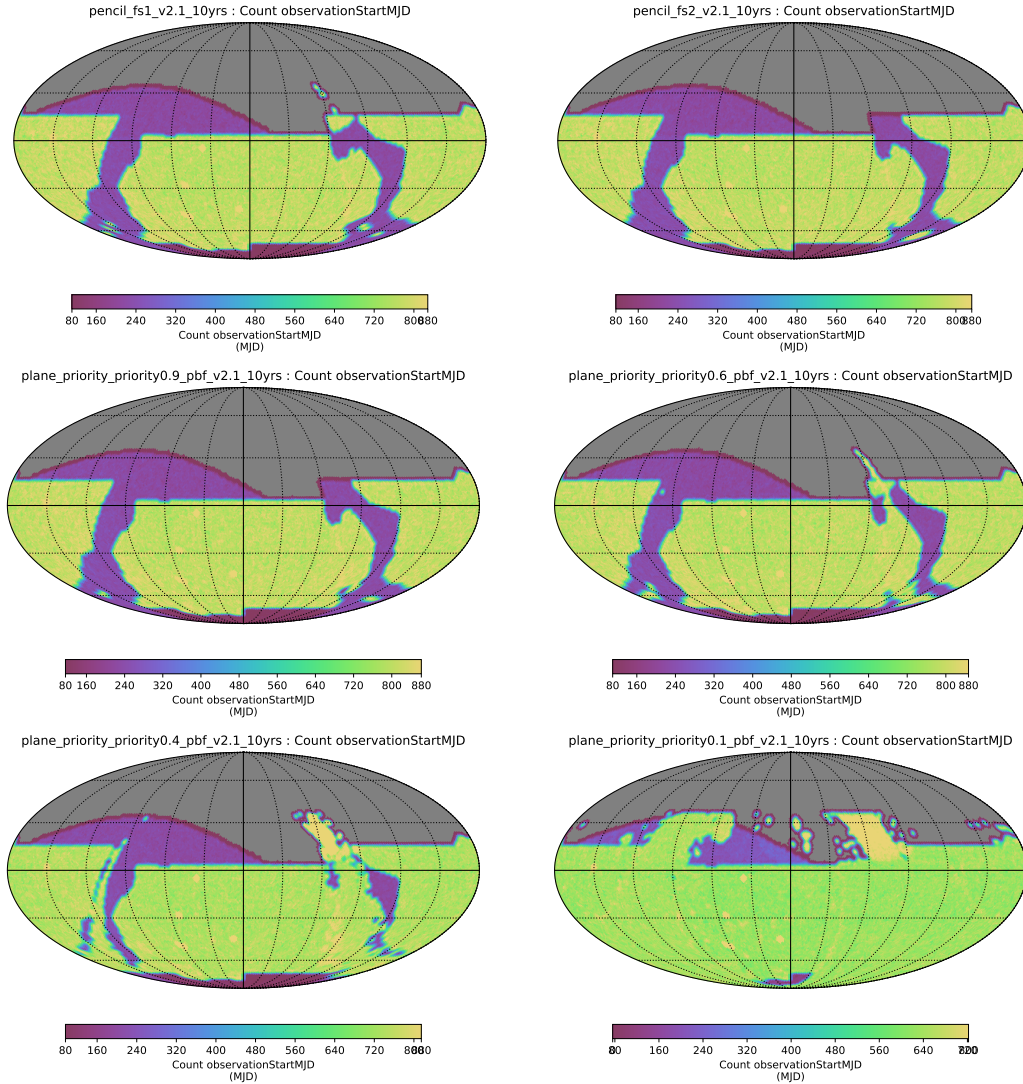 pencil_fs1_v2.1_10yrs : Count observationStartMJD
pencil_fs2_v2.1_10yrs : Count observationStartMJD
80 160 240 320 400 480 560 640 720 800 880
Count observationStartMJD
(MJD)
80 160 240 320 400 480 560 640 720 800 880
Count observationStartMJD
(MJD)
plane_priority_priority0.9_pbf_v2.1_10yrs : Count observationStartMJD
plane_priority_priority0.6_pbf_v2.1_10yrs : Count observationStartMJD
80 160 240 320 400 480 560 640 720 800 880
Count observationStartMJD
(MJD)
80 160 240 320 400 480 560 640 720 800 880
Count observationStartMJD
(MJD)
plane_priority_priority0.4_pbf_v2.1_10yrs : Count observationStartMJD
plane_priority_priority0.1_pbf_v2.1_10yrs : Count observationStartMJD
80 160 240 320 400 480 560 640 720 800
Count observationStartMJD
(MJD)
80 160 240 320 400 480 560 640 720
Count observationStartMJD
(MJD)